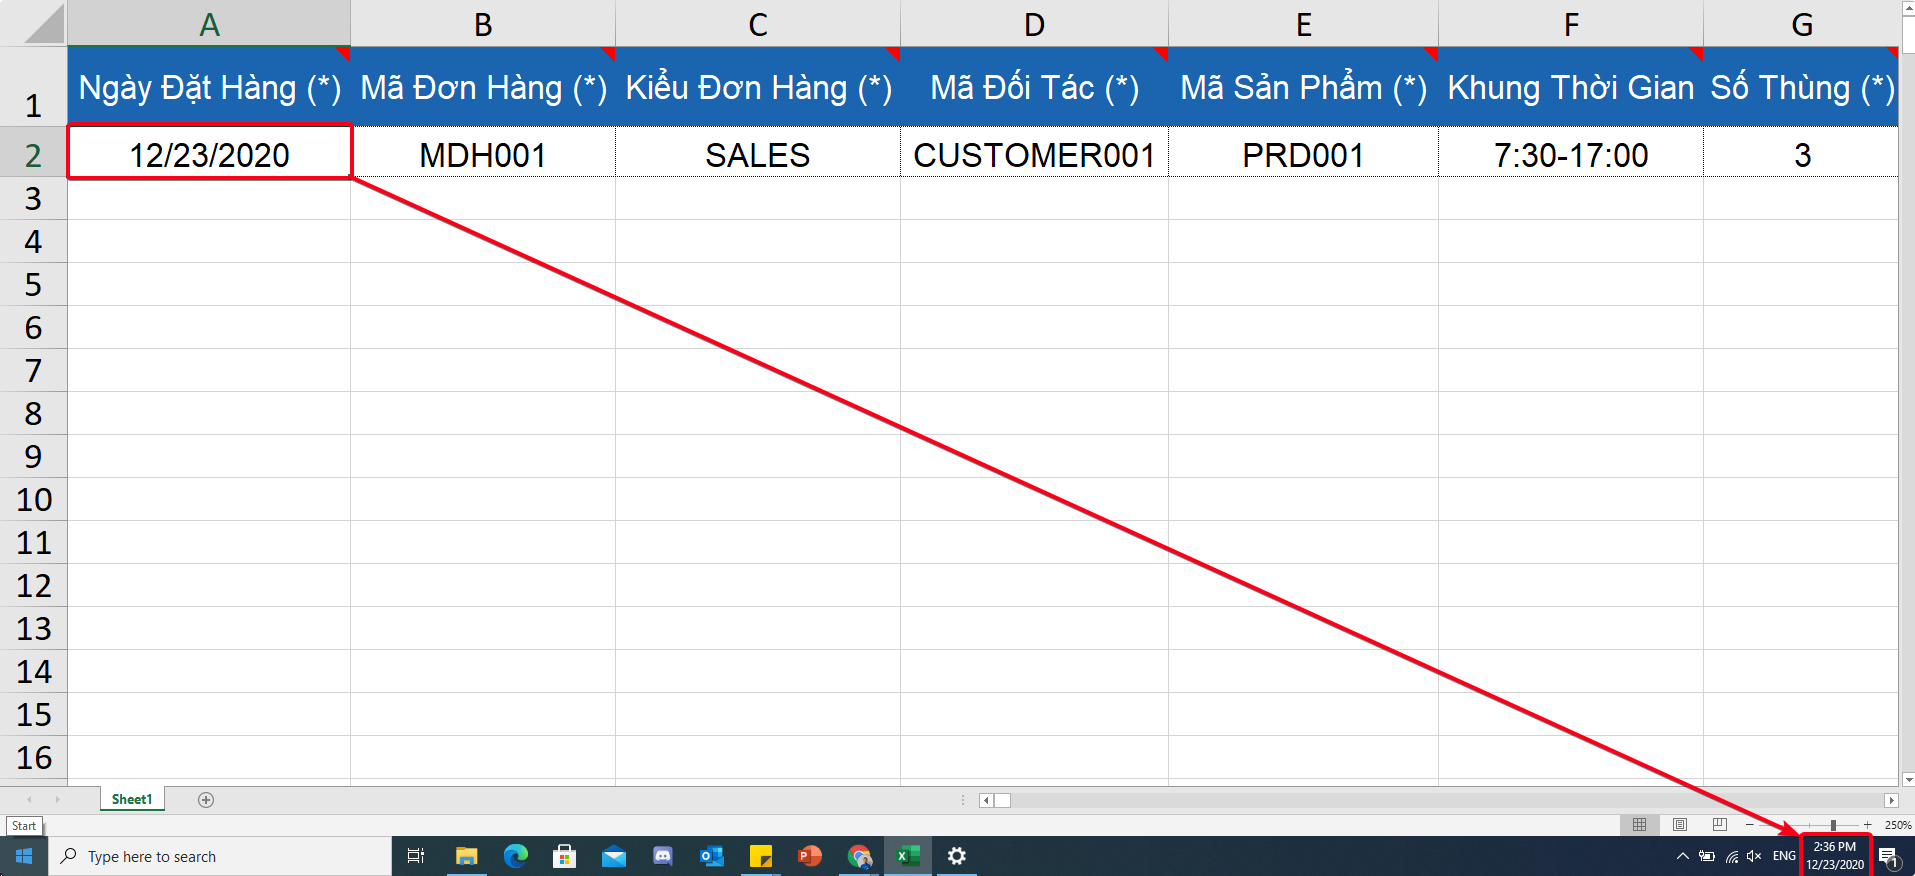 A B C D E F G
1 Ngày Đặt Hàng (*) Mã Đơn Hàng (*) Kiểu Đơn Hàng (*) Mã Đối Tác (*) Mã Sản Phẩm (*) Khung Thời Gian Số Thùng (*)
2 12/23/2020 MDH001 SALES CUSTOMER001 PRD001 7:30-17:00 3
3
4
5
6
7
8
9
10
11
12
13
14
15
16
Sheet1
Start
250%
Type here to search
ENG
2:36 PM
12/23/2020
1